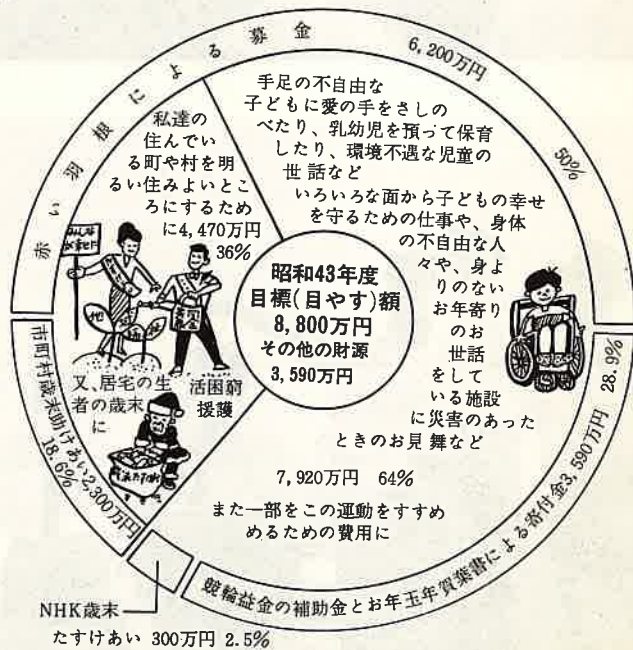 赤い羽根による募金
6,200万円
50%
手足の不自由な
子どもに愛の手をさしの
べたり、乳幼児を預って保育
したり、環境不遇な児童の
世話など
いろいろな面から子どもの幸せ
を守るための仕事や、身体
の不自由な人
々や、身よ
りのない
お年寄り
のお
世話
をして
いる施設
に災害のあった
ときのお見舞など
7,920万円 64%
また一部をこの運動をすすめ
めるための費用に
私達の
住んでい
る町や村を明
るい住みよいとこ
ろにするため
に4,470万円
36%
みんな
が幸せに
共同
募金
昭和43年度
目標(目やす)額
8,800万円
その他の財源
3,590万円
又、居宅の生活困窮
者の歳末援護
に
市町村歳末助けあい2,300万円
18.6%
競輪益金の補助金とお年玉年賀葉書による寄付金3,590万円 28.9%
NHK歳末
たすけあい 300万円 2.5%